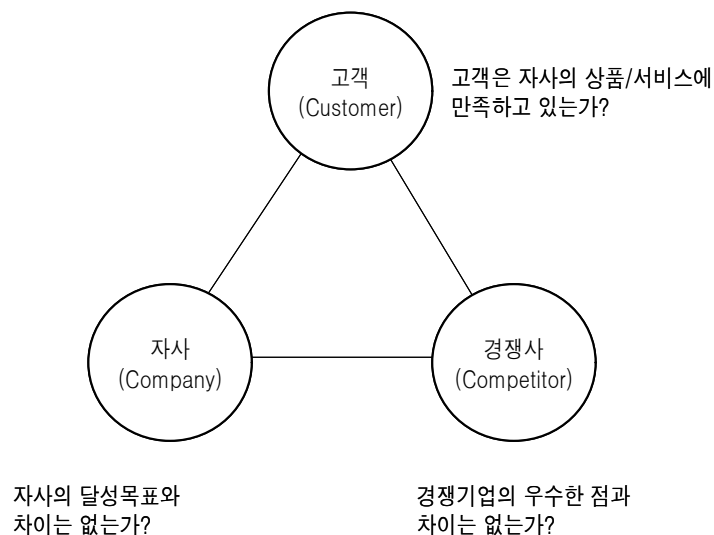 고객
(Customer)
고객은 자사의 상품/서비스에
만족하고 있는가?
자사
(Company)
경쟁사
(Competitor)
자사의 달성목표와
차이는 없는가?
경쟁기업의 우수한 점과
차이는 없는가?